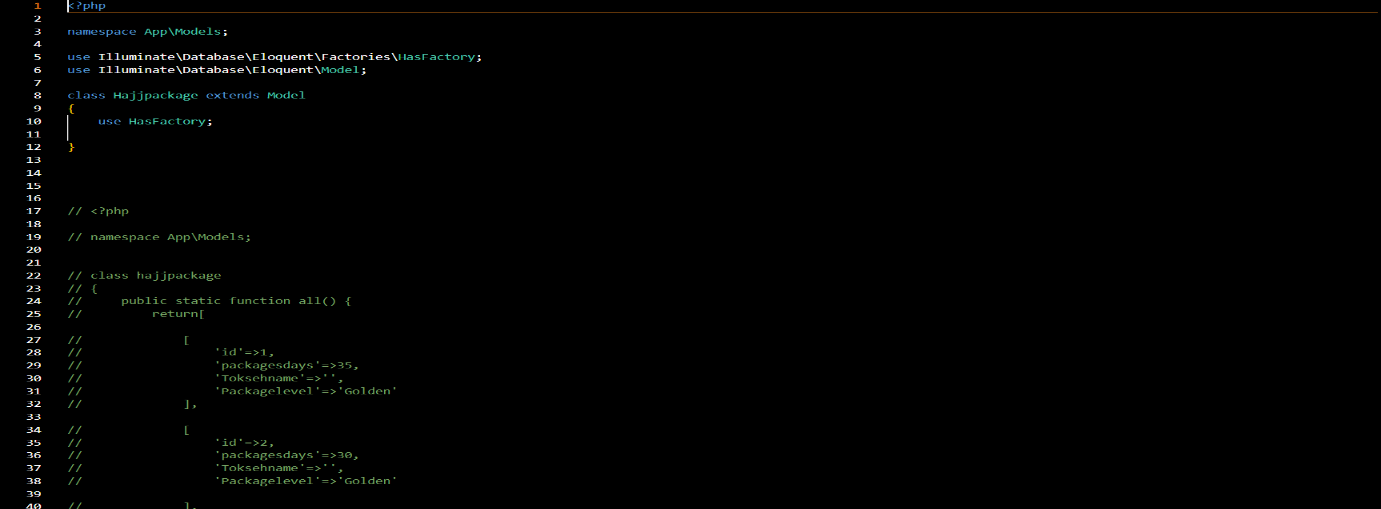 1 <?php
2
3 namespace App\Models;
4
5 use Illuminate\Database\Eloquent\Factories\HasFactory;
6 use Illuminate\Database\Eloquent\Model;
7
8 class Hajjpackage extends Model
9 {
10 use HasFactory;
11
12 }
13
14
15
16
17 // <?php
18
19 // namespace App\Models;
20
21
22 // class hajjpackage
23 // {
24 // public static function all() {
25 // return[
26
27 // [
28 // 'id'=>1,
29 // 'packagesdays'=>35,
30 // 'Toksehname'=>'',
31 // 'Packagelevel'=>'Golden'
32 // ],
33
34 // [
35 // 'id'=>2,
36 // 'packagesdays'=>30,
37 // 'Toksehname'=>'',
38 // 'Packagelevel'=>'Golden'
39
40 // ],